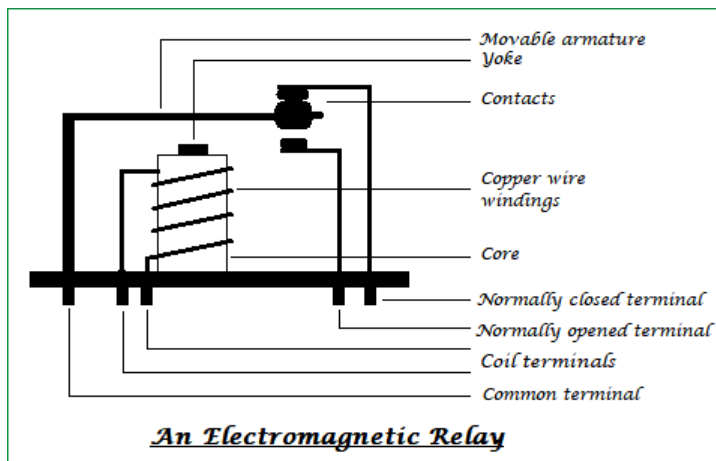 Movable armature
Yoke
Contacts
Copper wire
windings
Core
Normally closed terminal
Normally opened terminal
Coil terminals
Common terminal
An Electromagnetic Relay